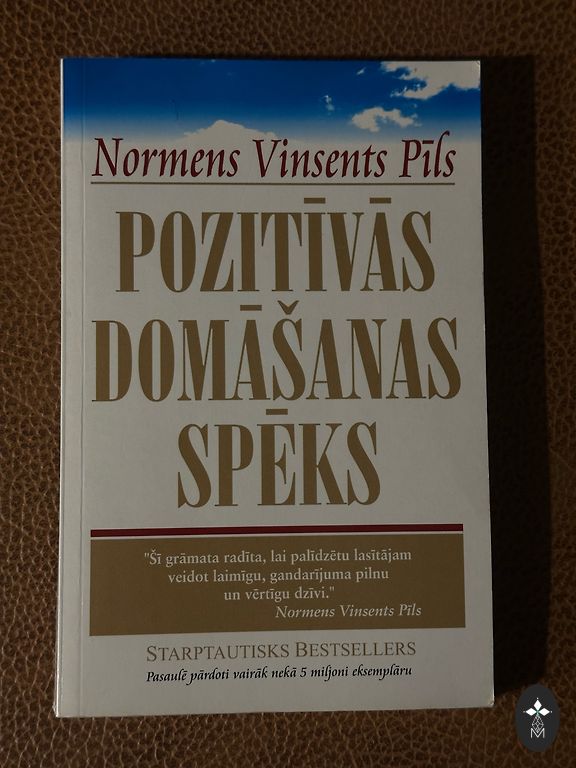 Normens Vinsents Pīls
POZITĪVĀS
DOMĀŠANAS
SPĒKS
"Šī grāmata radīta, lai palīdzētu lasītājam
veidot laimīgu, gandarījuma pilnu
un vērtīgu dzīvi."
Normens Vinsents Pīls
STARPTAUTISKS BESTSELLERS
Pasaulē pārdoti vairāk nekā 5 miljoni eksemplāru
M